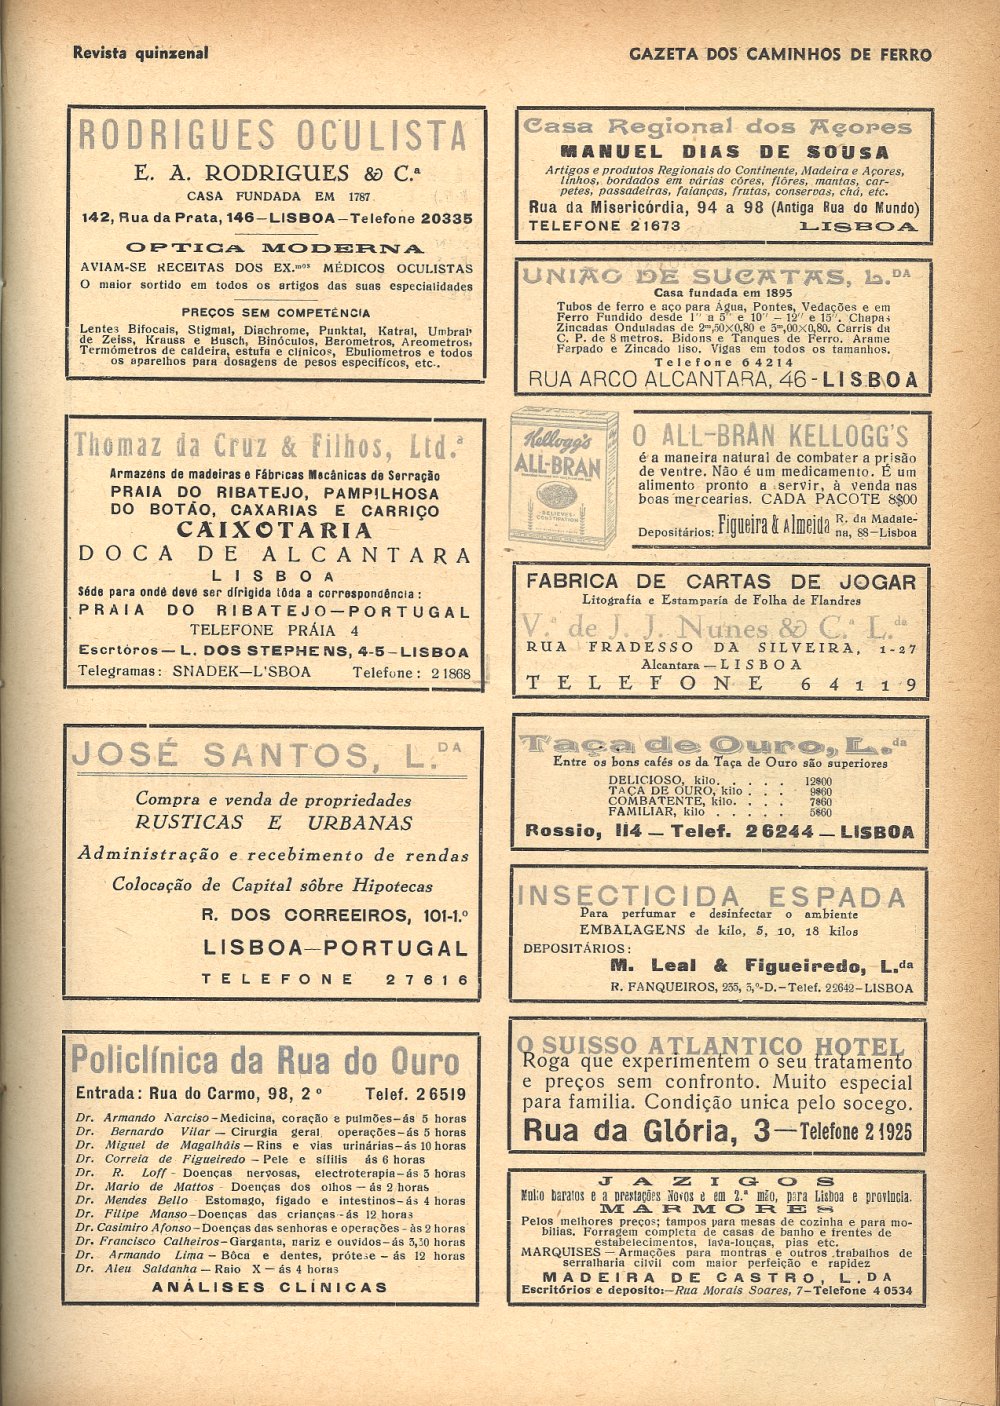 Revista quinzenal
GAZETA DOS CAMINHOS DE FERRO
RODRIGUES OCULISTA
E. A. RODRIGUES & C.ª
CASA FUNDADA EM 1787
142, Rua da Prata, 146—LISBOA—Telefone 20335
OPTICA MODERNA
AVIAM-SE RECEITAS DOS EX.mos MÉDICOS OCULISTAS
O maior sortido em todos os artigos das suas especialidades
PREÇOS SEM COMPETÊNCIA
Lentes Bifocais, Stigmal, Diachrome, Punktal, Katral, Umbral
de Zeiss, Krauss e Busch, Binóculos, Barometros, Areometros,
Termómetros de caldeira, estufa e clínicos, Ebuliometros e todos
os aparelhos para dosagens de pesos especificos, etc..
Thomaz da Cruz & Filhos, Ltd.ª
Armazéns de madeiras e Fábricas Mecânicas de Serração
PRAIA DO RIBATEJO, PAMPILHOSA
DO BOTÃO, CAXARIAS E CARRIÇO
CAIXOTARIA
DOCA DE ALCANTARA
LISBOA
Séde para onde deve ser dirigida tôda a correspondência:
PRAIA DO RIBATEJO—PORTUGAL
TELEFONE PRÁIA 4
Escrtóros—L. DOS STEPHENS, 4-5—LISBOA
Telegramas: SNADEK—L'SBOA Telefone: 21868
JOSÉ SANTOS, L.DA
Compra e venda de propriedades
RUSTICAS E URBANAS
Administração e recebimento de rendas
Colocação de Capital sôbre Hipotecas
R. DOS CORREEIROS, 101-1.º
LISBOA—PORTUGAL
TELEFONE 27616
Policlínica da Rua do Ouro
Entrada: Rua do Carmo, 98, 2º Telef. 26519
Dr. Armando Narciso—Medicina, coração e pulmões—ás 5 horas
Dr. Bernardo Vilar—Cirurgia geral, operações—ás 5 horas
Dr. Miguel de Magalhãis—Rins e vias urinárias—ás 10 horas
Dr. Correia de Figueiredo—Pele e sifilis ás 6 horas
Dr. R. Loff—Doenças nervosas, electroterapia—ás 3 horas
Dr. Mario de Mattos—Doenças dos olhos—ás 2 horas
Dr. Mendes Bello—Estomago, figado e intestinos—ás 4 horas
Dr. Filipe Manso—Doenças das crianças—ás 12 horas
Dr. Casimiro Afonso—Doenças das senhoras e operações—às 2 horas
Dr. Francisco Calheiros—Garganta, nariz e ouvidos—ás 3,30 horas
Dr. Armando Lima—Bôca e dentes, prótese—ás 12 horas
Dr. Aleu Saldanha—Raio X—ás 4 horas
ANÁLISES CLÍNICAS
Casa Regional dos Açores
MANUEL DIAS DE SOUSA
Artigos e produtos Regionais do Continente, Madeira e Açores,
linhos, bordados em várias côres, flôres, mantas, car-
petes, passadeiras, faianças, frutas, conservas, chá, etc.
Rua da Misericórdia, 94 a 98 (Antiga Rua do Mundo)
TELEFONE 21673 LISBOA
UNIÃO DE SUCATAS, L.DA
Casa fundada em 1895
Tubos de ferro e aço para Água, Pontes, Vedações e em
Ferro Fundido desde 1" a 5" e 10" — 12" e 15". Chapas
Zincadas Onduladas de 2m,50X0,80 e 3m,00X0,80. Carris da
C. P. de 8 metros. Bidons e Tanques de Ferro. Arame
Farpado e Zincado liso. Vigas em todos os tamanhos.
Telefone 64214
RUA ARCO ALCANTARA, 46-LISBOA
Kellogg's
ALL-BRAN
RELIEVES
CONSTIPATION
O ALL-BRAN KELLOGG'S
é a maneira natural de combater a prisão
de ventre. Não é um medicamento. É um
alimento pronto a servir, à venda nas
boas mercearias. CADA PACOTE 8$00
Depositários: Figueira & Almeida R. da Madale-
na, 88—Lisboa
FABRICA DE CARTAS DE JOGAR
Litografia e Estamparía de Folha de Flandres
V.ª de J. J. Nunes & C.ª L.da
RUA FRADESSO DA SILVEIRA, 1-27
Alcantara—LISBOA
TELEFONE 64119
Taça de Ouro, L.da
Entre os bons cafés os da Taça de Ouro são superiores
DELICIOSO, kilo. . . . . 12$00
TAÇA DE OURO, kilo . . . 9$60
COMBATENTE, kilo. . . . 7$60
FAMILIAR, kilo . . . . . 5$60
Rossio, 114—Telef. 26244—LISBOA
INSECTICIDA ESPADA
Para perfumar e desinfectar o ambiente
EMBALAGENS de kilo, 5, 10, 18 kilos
DEPOSITÁRIOS:
M. Leal & Figueiredo, L.da
R. FANQUEIROS, 235, 3,º-D.—Telef. 22642—LISBOA
O SUISSO ATLANTICO HOTEL
Roga que experimentem o seu tratamento
e preços sem confronto. Muito especial
para familia. Condição unica pelo socego.
Rua da Glória, 3—Telefone 21925
JAZIGOS
Muito baratos e a prestações Novos e em 2.ª mão, para Lisboa e provincia.
MARMORES
Pelos melhores preços; tampos para mesas de cozinha e para mo-
bílias. Forragem completa de casas de banho e frentes de
estabelecimentos, lava-louças, pias etc.
MARQUISES—Armações para montras e outros trabalhos de
serralharia cilvil com maior perfeição e rapidez
MADEIRA DE CASTRO, L.DA
Escritórios e deposito:—Rua Morais Soares, 7—Telefone 40534